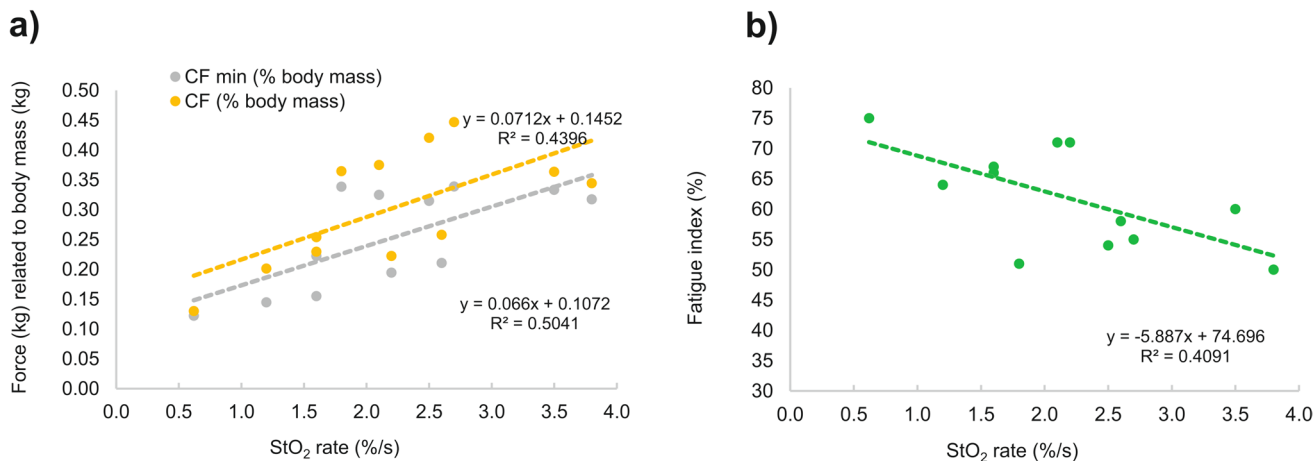 a)
CF min (% body mass)
CF (% body mass)
Force (kg) related to body mass (kg)
0.50
0.45
0.40
0.35
0.30
0.25
0.20
0.15
0.10
0.05
0.00
y = 0.0712x + 0.1452
R² = 0.4396
y = 0.066x + 0.1072
R² = 0.5041
0.0 0.5 1.0 1.5 2.0 2.5 3.0 3.5 4.0
StO₂ rate (%/s)
b)
Fatigue index (%)
80
75
70
65
60
55
50
45
40
35
30
y = -5.887x + 74.696
R² = 0.4091
0.0 0.5 1.0 1.5 2.0 2.5 3.0 3.5 4.0
StO₂ rate (%/s)